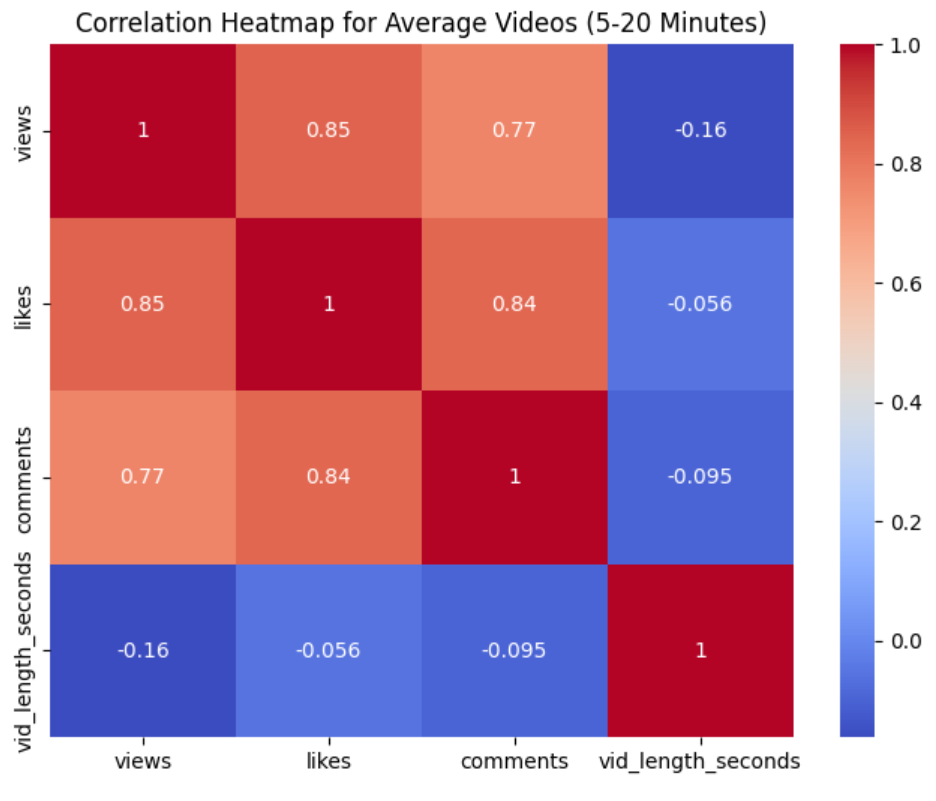 Correlation Heatmap for Average Videos (5-20 Minutes)
views
1
0.85
0.77
-0.16
likes
0.85
1
0.84
-0.056
comments
0.77
0.84
1
-0.095
vid_length_seconds
-0.16
-0.056
-0.095
1
views
likes
comments
vid_length_seconds
1.0
0.8
0.6
0.4
0.2
0.0